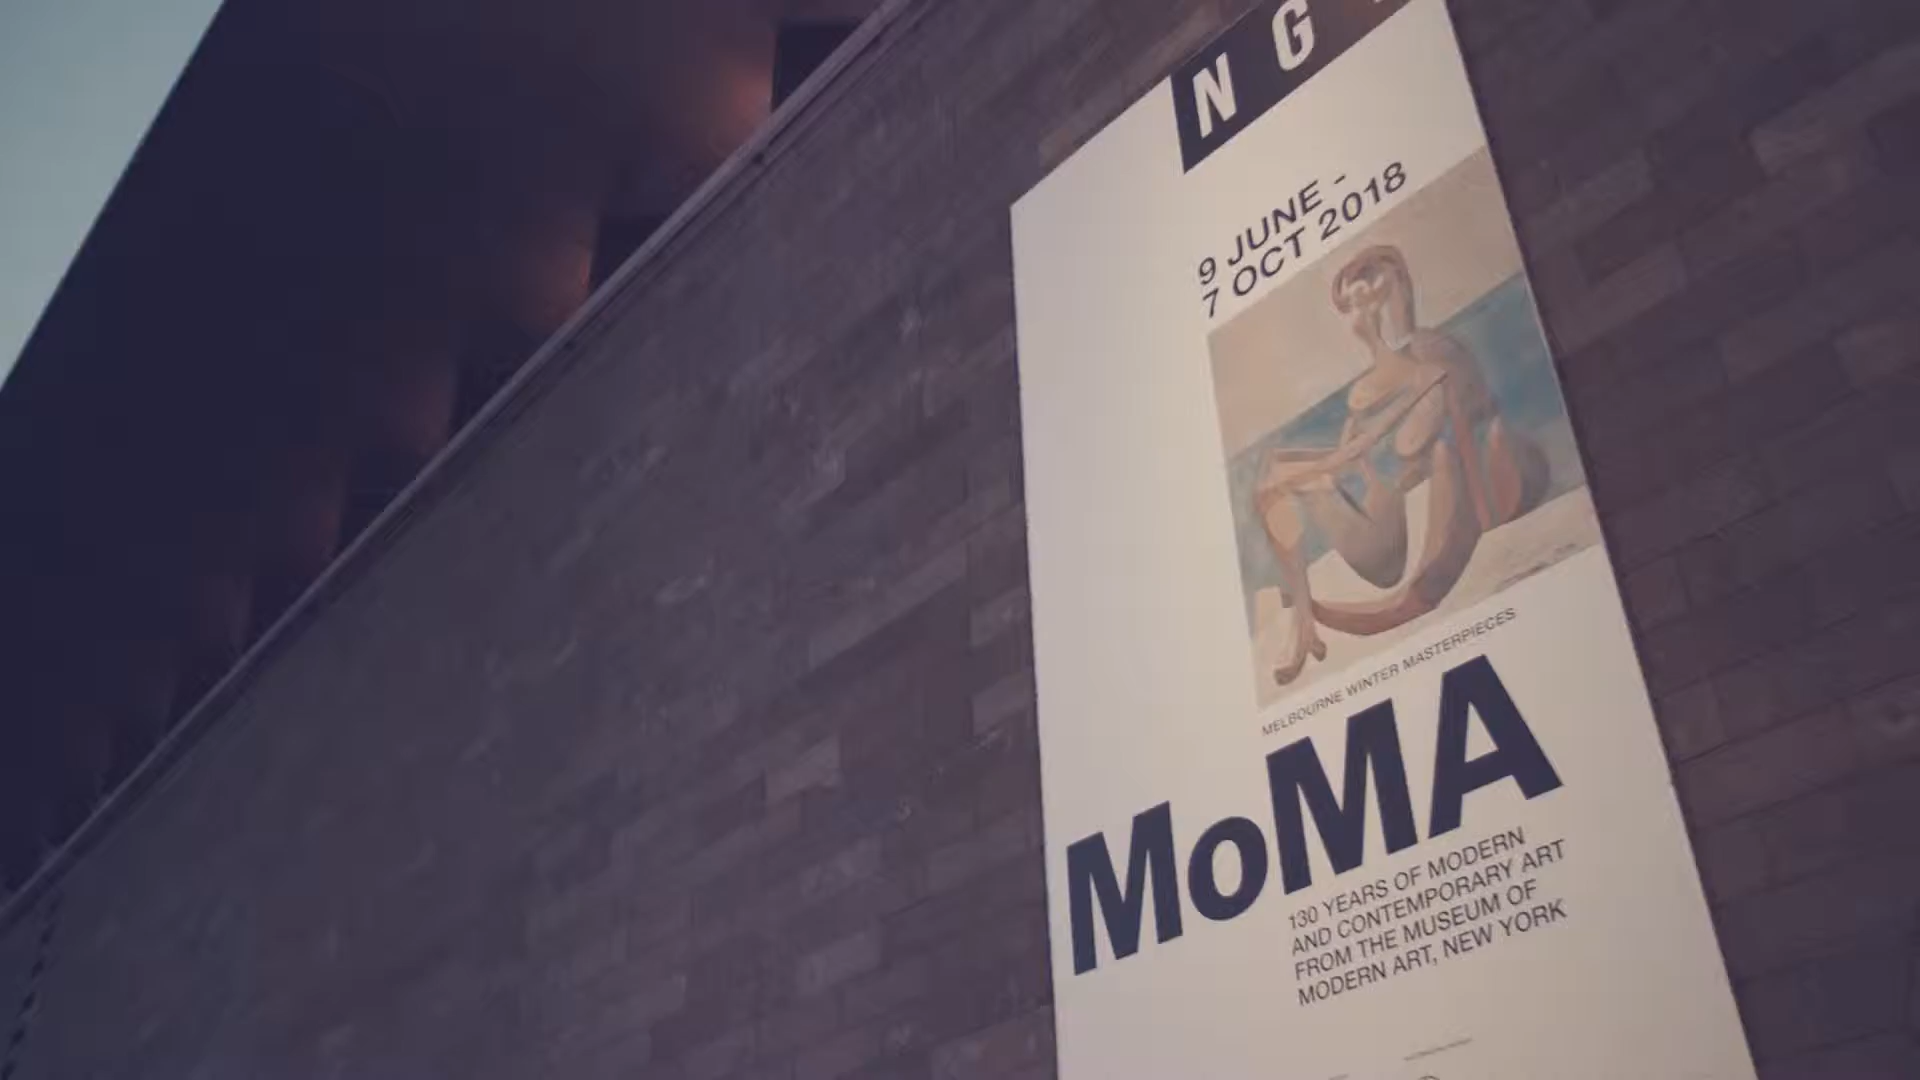 NG
9 JUNE -
7 OCT 2018
MELBOURNE WINTER MASTERPIECES
MoMA
130 YEARS OF MODERN
AND CONTEMPORARY ART
FROM THE MUSEUM OF
MODERN ART, NEW YORK